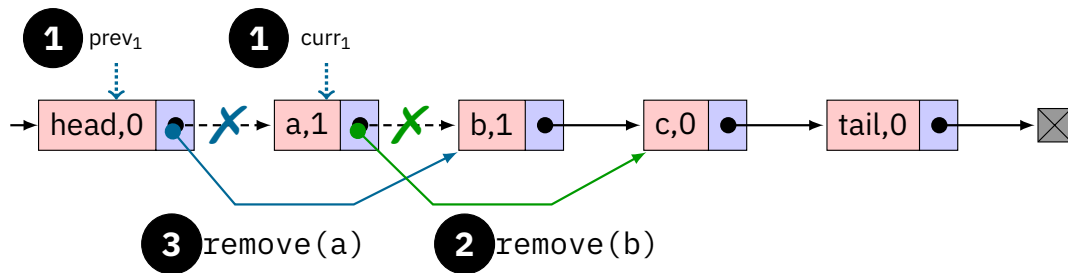 1 prev1 1 curr1
head,0 a,1 b,1 c,0 tail,0
3 remove(a) 2 remove(b)